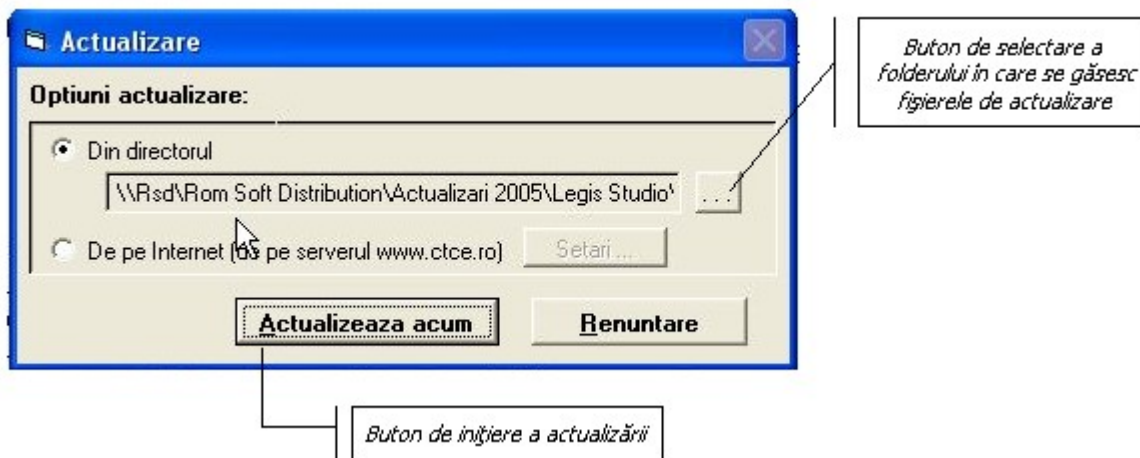 Actualizare
Buton de selectare a
folderului în care se găsesc
fişierele de actualizare
Optiuni actualizare:
Din directorul
\\Rsd\Rom Soft Distribution\Actualizari 2005\Legis Studio\
...
De pe Internet (de pe serverul www.ctce.ro)
Setari ...
Actualizeaza acum
Renuntare
Buton de iniţiere a actualizării